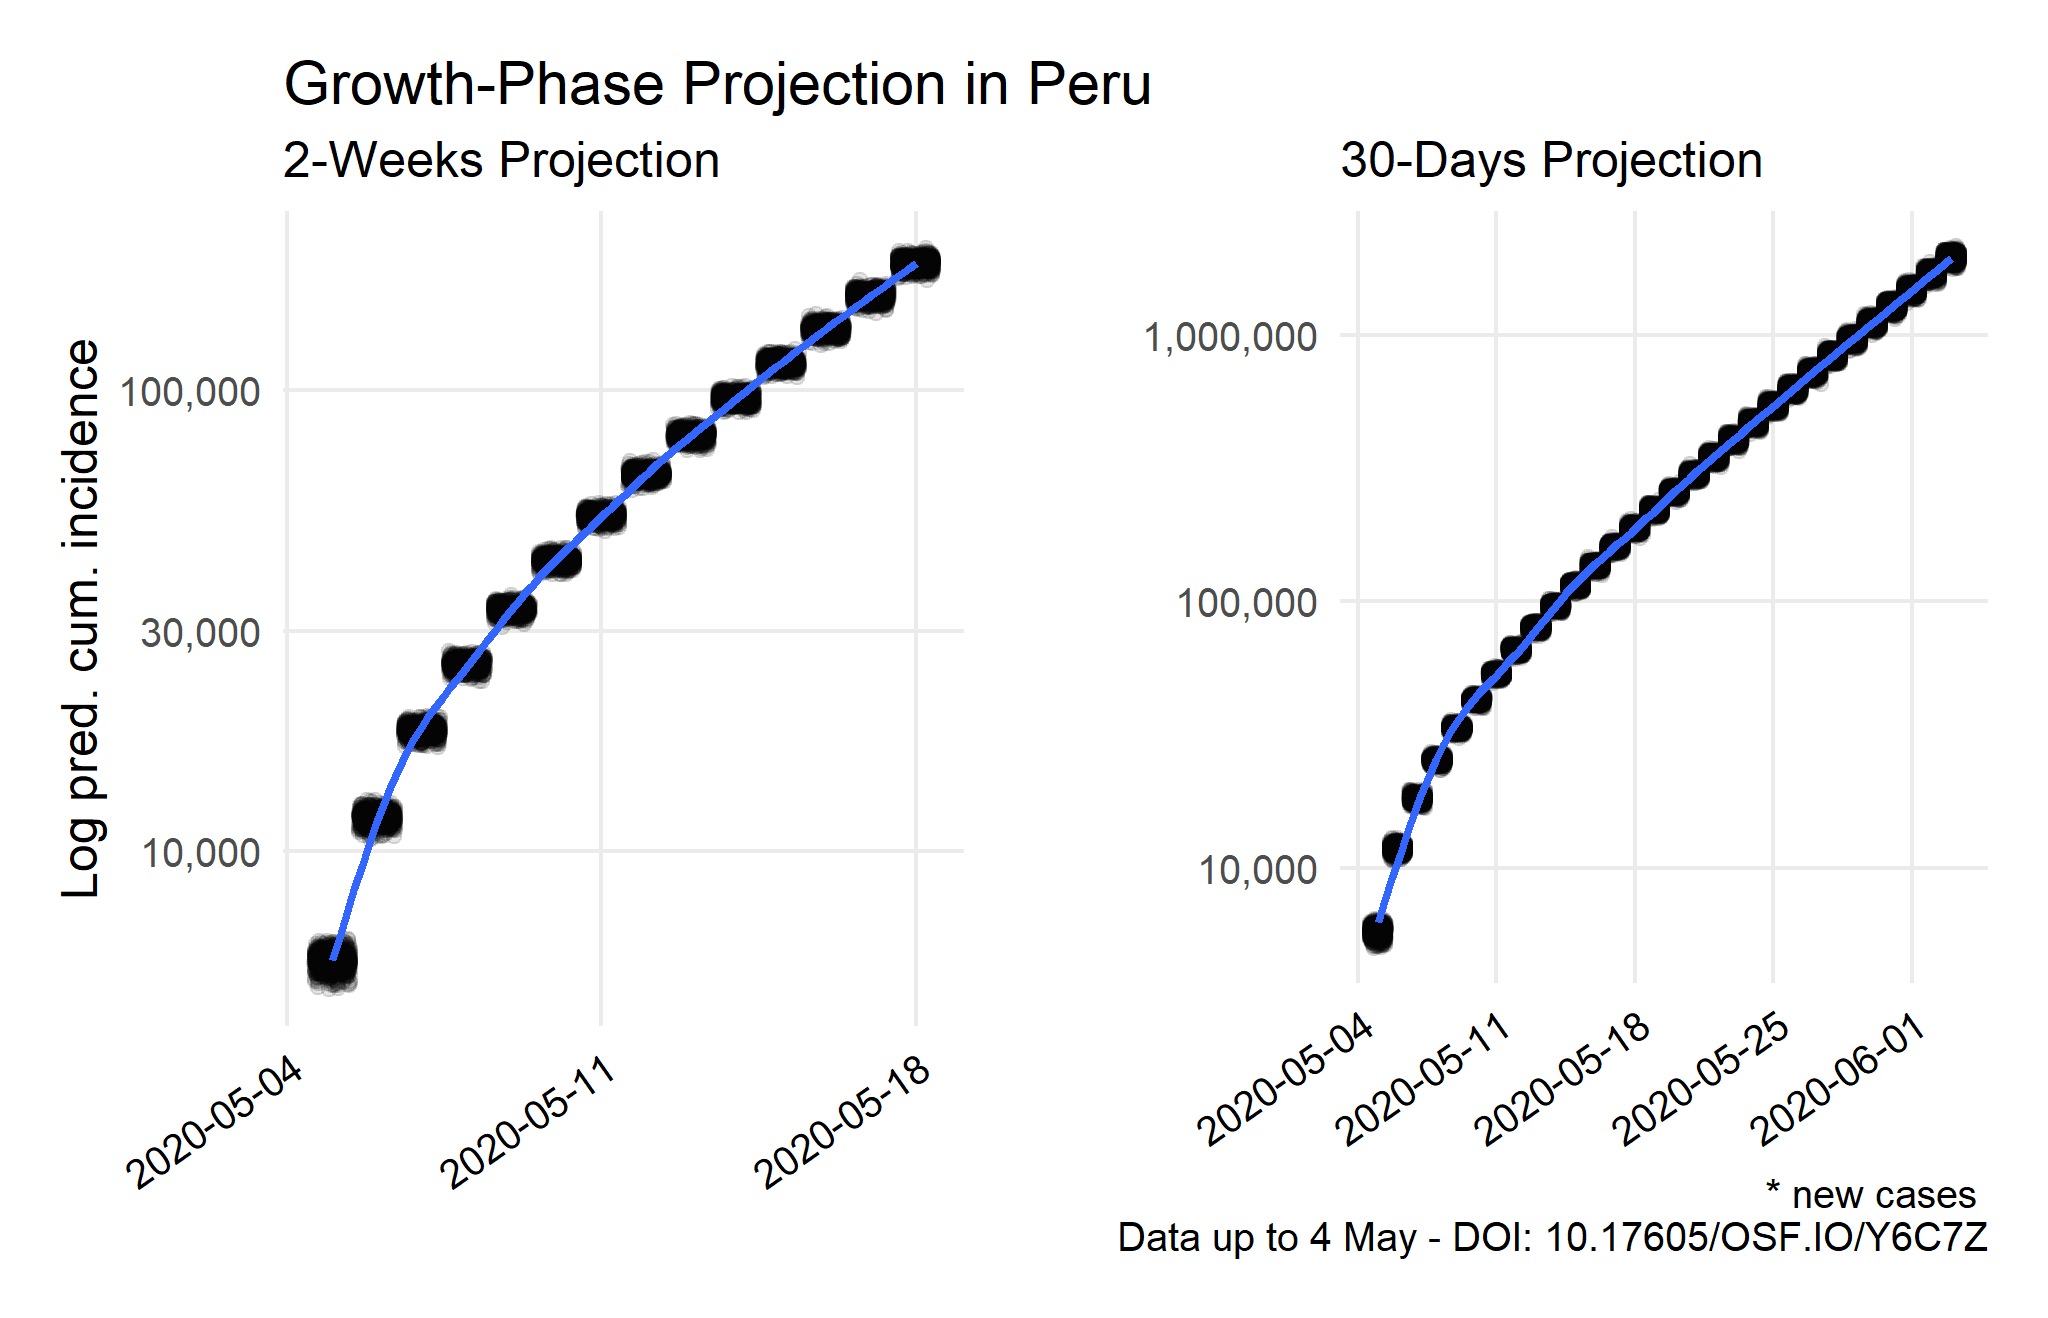 Growth-Phase Projection in Peru
2-Weeks Projection
Log pred. cum. incidence
100,000
30,000
10,000
2020-05-04
2020-05-11
2020-05-18
30-Days Projection
1,000,000
100,000
10,000
2020-05-04
2020-05-11
2020-05-18
2020-05-25
2020-06-01
* new cases
Data up to 4 May - DOI: 10.17605/OSF.IO/Y6C7Z